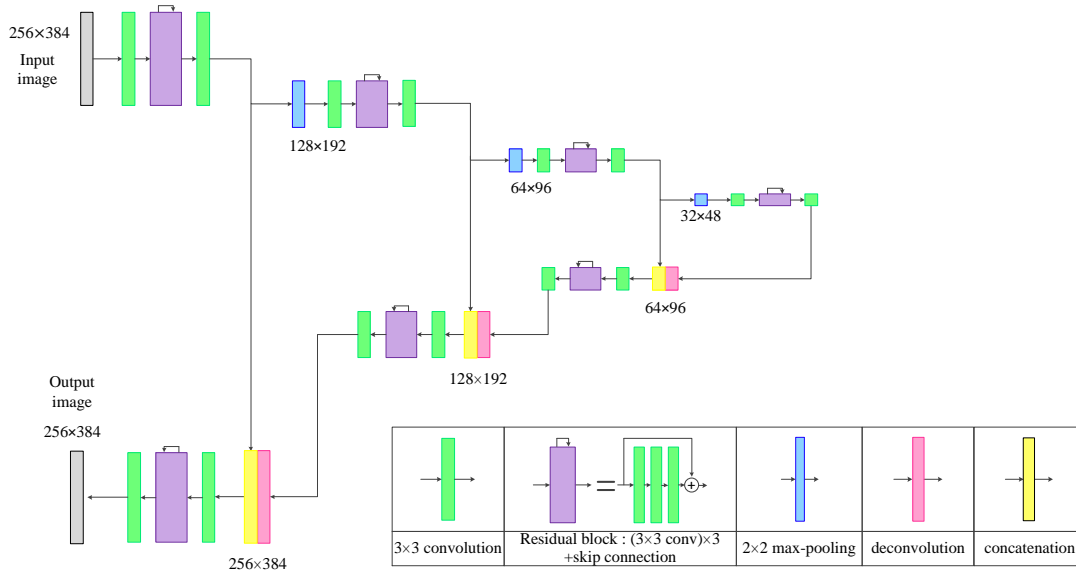 256×384
Input
image
128×192
64×96
32×48
64×96
128×192
Output
image
256×384
256×384
=
+
3×3 convolution
Residual block : (3×3 conv)×3
+skip connection
2×2 max-pooling
deconvolution
concatenation